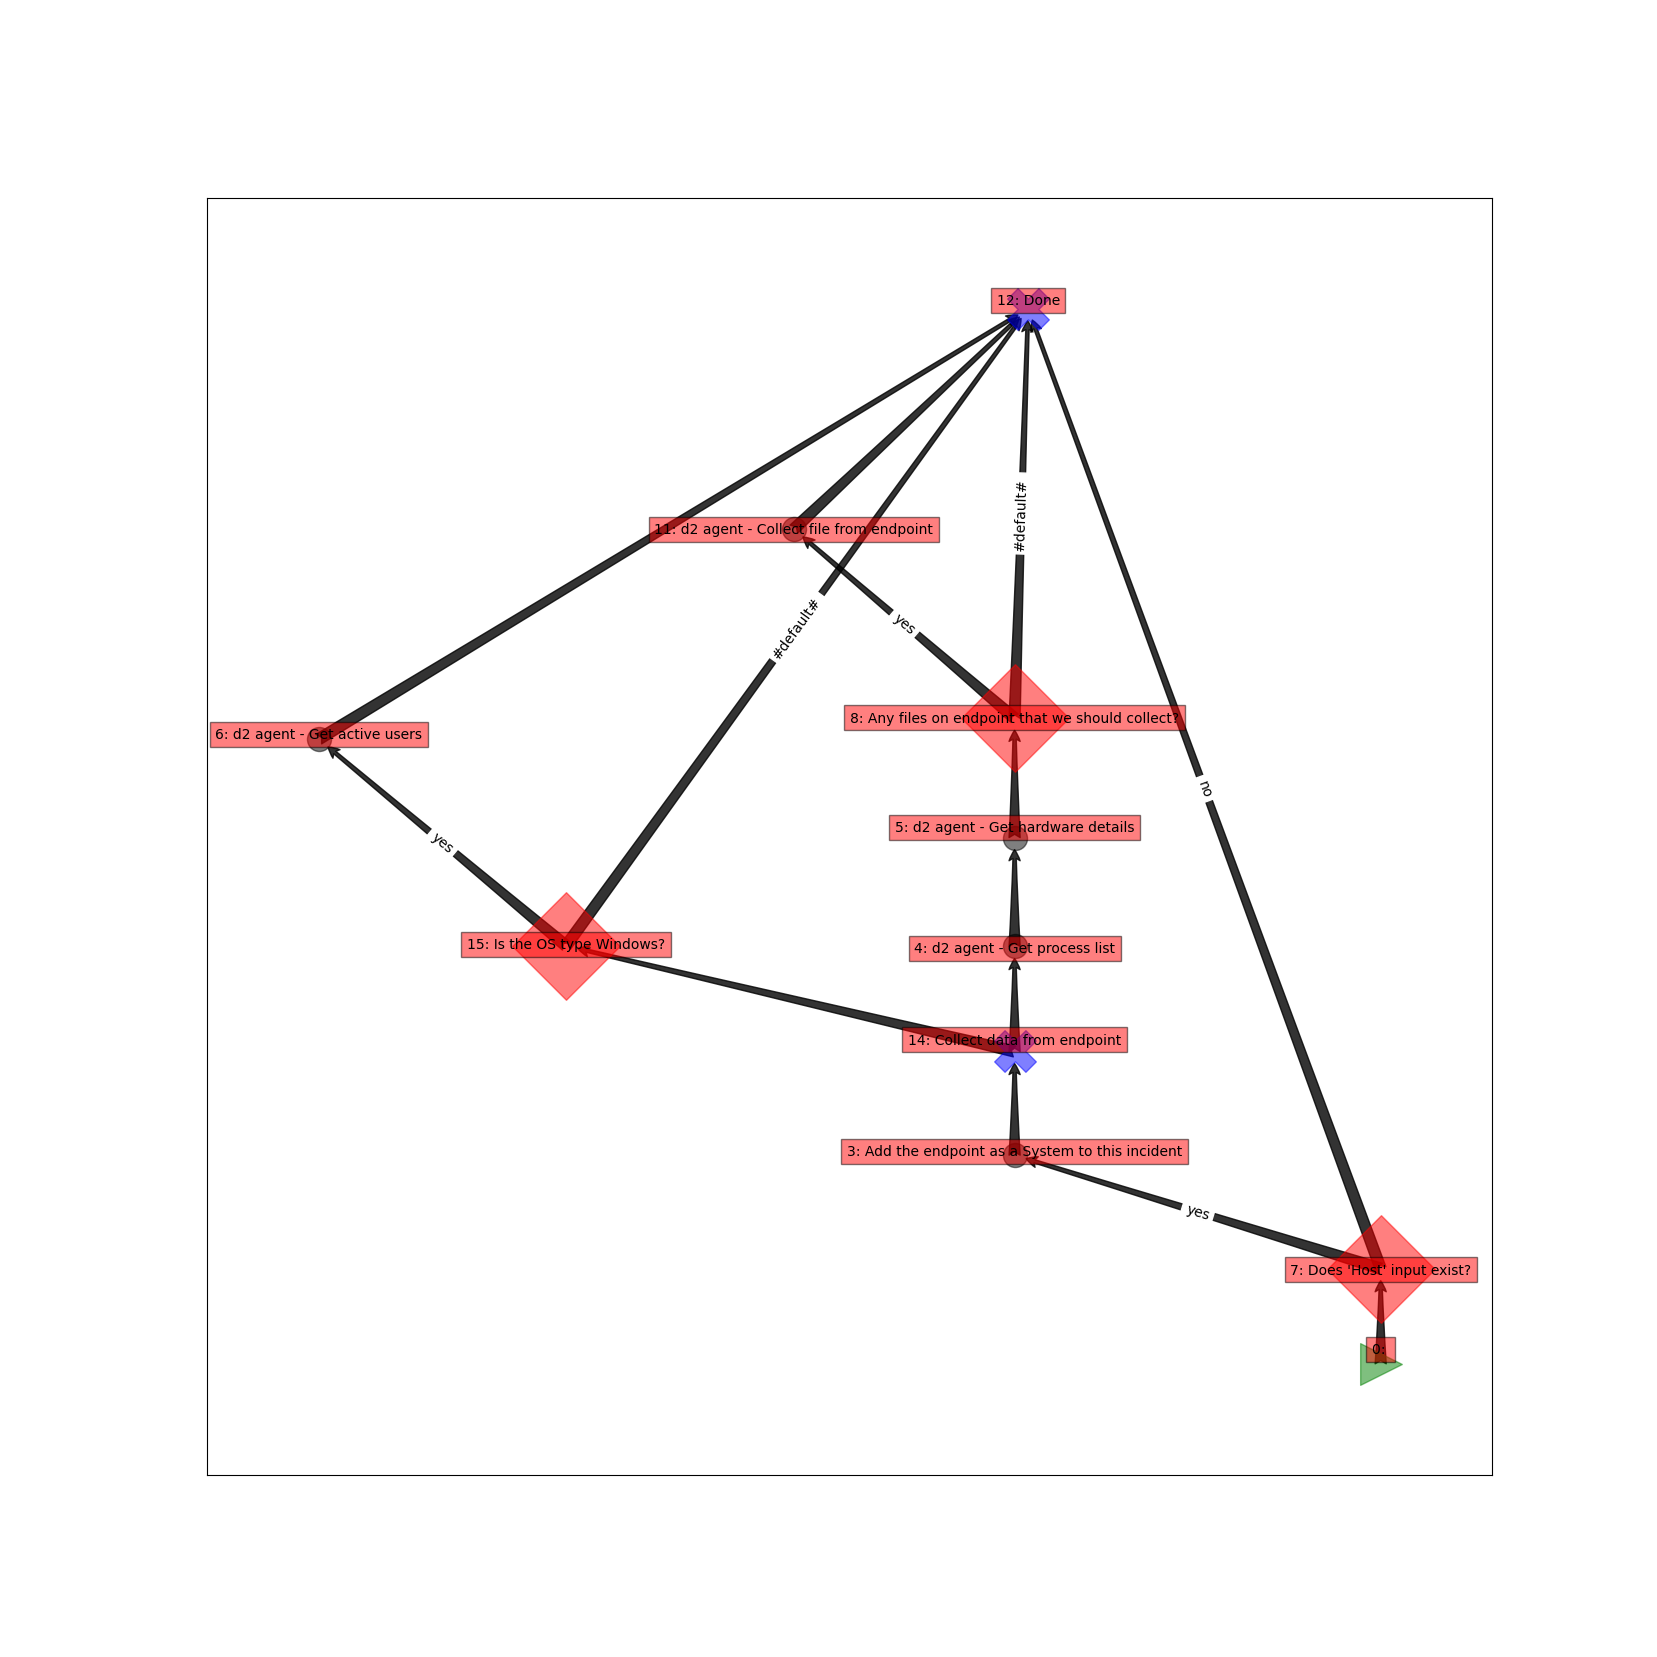 12: Done
#default#
11: d2 agent - Collect file from endpoint
#default#
yes
8: Any files on endpoint that we should collect?
6: d2 agent - Get active users
no
5: d2 agent - Get hardware details
yes
15: Is the OS type Windows?
4: d2 agent - Get process list
14: Collect data from endpoint
3: Add the endpoint as a System to this incident
yes
7: Does 'Host' input exist?
0: